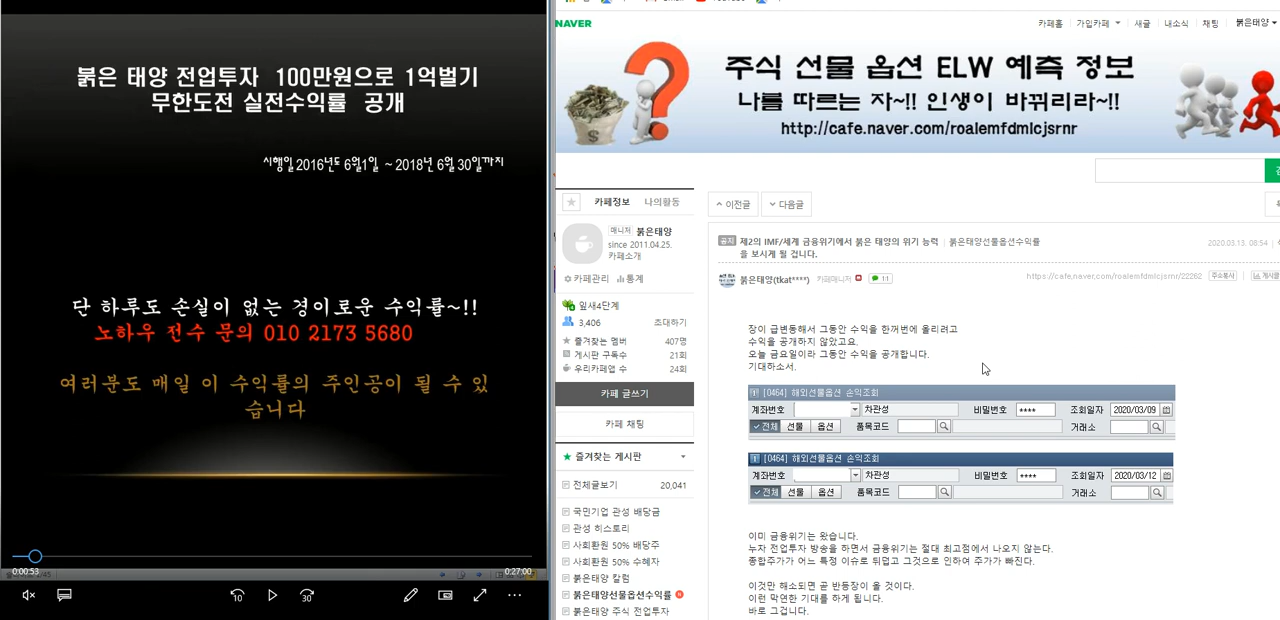 붉은 태양 전업투자 100만원으로 1억벌기
무한도전 실전수익률 공개
시행일2016년도 6월1일 ~2018년 6월 30일까지
단 하루도 손실이 없는 경이로운 수익률~!!
노하우 전수 문의 010 2173 5680
여러분도 매일 이 수익률의 주인공이 될 수 있
습니다
0:00:53
0:27:00
10
30
NAVER
카페홈 가입카페 새글 내소식 채팅 붉은태양
주식 선물 옵션 ELW 예측 정보
나를 따르는 자~!! 인생이 바뀌리라~!!
http://cafe.naver.com/roalemfdmlcjsrnr
카페정보 나의활동
매니저 붉은태양
since 2011.04.25.
카페소개
카페관리 통계
잎새4단계
3,406 초대하기
즐겨찾는 멤버 407명
게시판 구독수 21회
우리카페앱 수 24회
카페 글쓰기
카페 채팅
즐겨찾는 게시판
전체글보기 20,041
국민기업 관성 배당금
관성 히스토리
사회환원 50% 배당주
사회환원 50% 수혜자
붉은태양 칼럼
붉은태양선물옵션수익률
붉은태양 주식 전업투자
이전글 다음글
공지 제2의 IMF/세계 금융위기에서 붉은 태양의 위기 능력 | 붉은태양선물옵션수익률
을 보시게 될 겁니다.
2020.03.13. 08:54
붉은태양(tkat****) 카페매니저 1:1
https://cafe.naver.com/roalemfdmlcjsrnr/22262 주소복사
장이 급변동해서 그동안 수익을 한꺼번에 올리려고
수익을 공개하지 않았고요.
오늘 금요일이라 그동안 수익을 공개합니다.
기대하소서.
[0464] 해외선물옵션 손익조회
계좌번호 차관성 비밀번호 **** 조회일자 2020/03/09
전체 선물 옵션 품목코드 거래소
[0464] 해외선물옵션 손익조회
계좌번호 차관성 비밀번호 **** 조회일자 2020/03/12
전체 선물 옵션 품목코드 거래소
이미 금융위기는 왔습니다.
누자 전업투자 방송을 하면서 금융위기는 절대 최고점에서 나오지 않는다.
종합주가가 어느 특정 이슈로 뒤덮고 그것으로 인하여 주가가 빠진다.
이것만 해소되면 곧 반등장이 올 것이다.
이런 막연한 기대를 하게 됩니다.
바로 그겁니다.